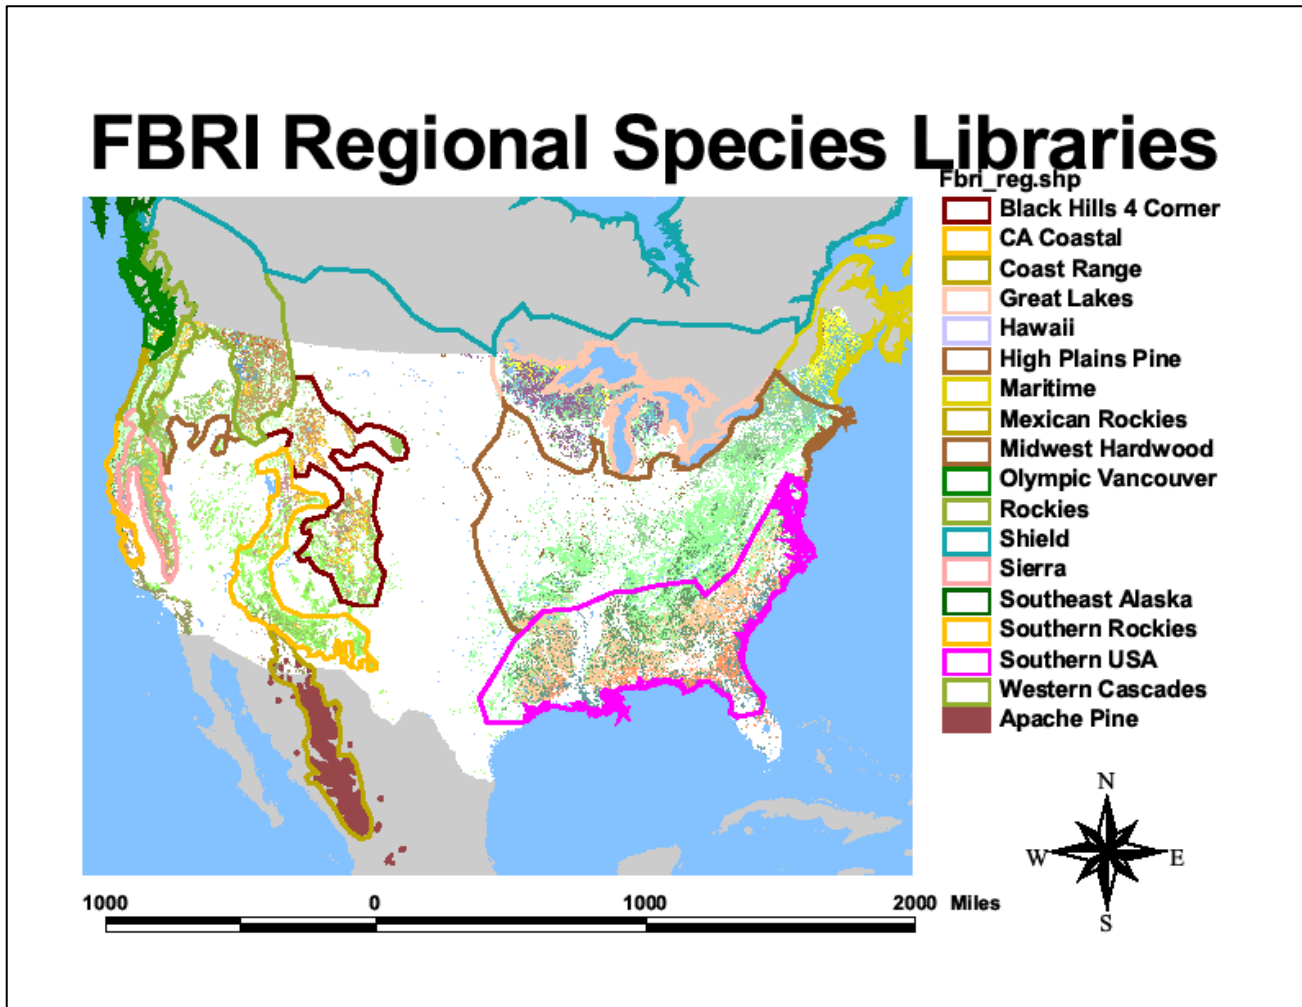 FBRI Regional Species Libraries
Fbri_reg.shp
Black Hills 4 Corner
CA Coastal
Coast Range
Great Lakes
Hawaii
High Plains Pine
Maritime
Mexican Rockies
Midwest Hardwood
Olympic Vancouver
Rockies
Shield
Sierra
Southeast Alaska
Southern Rockies
Southern USA
Western Cascades
Apache Pine
N
W E
S
1000 0 1000 2000 Miles